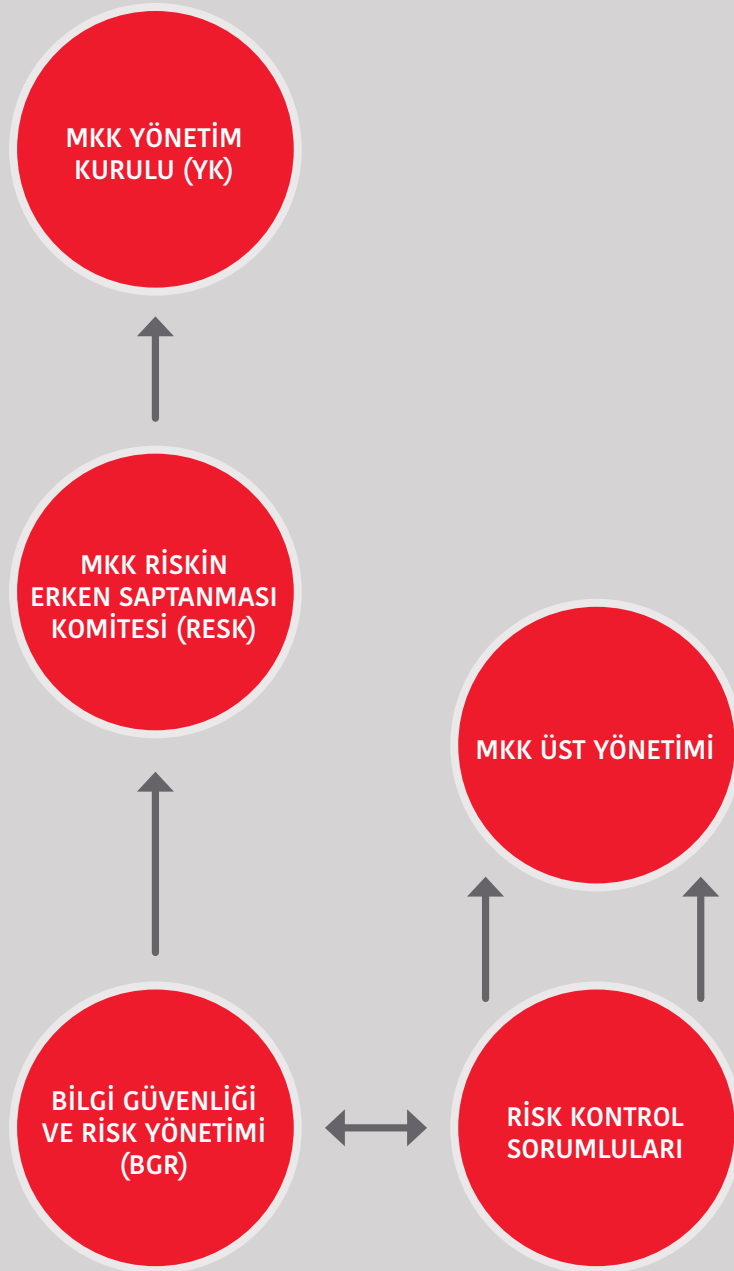 MKK YÖNETİM
KURULU (YK)
MKK RİSKİN
ERKEN SAPTANMASI
KOMİTESİ (RESK)
MKK ÜST YÖNETİMİ
BİLGİ GÜVENLİĞİ
VE RİSK YÖNETİMİ
(BGR)
RİSK KONTROL
SORUMLULARI